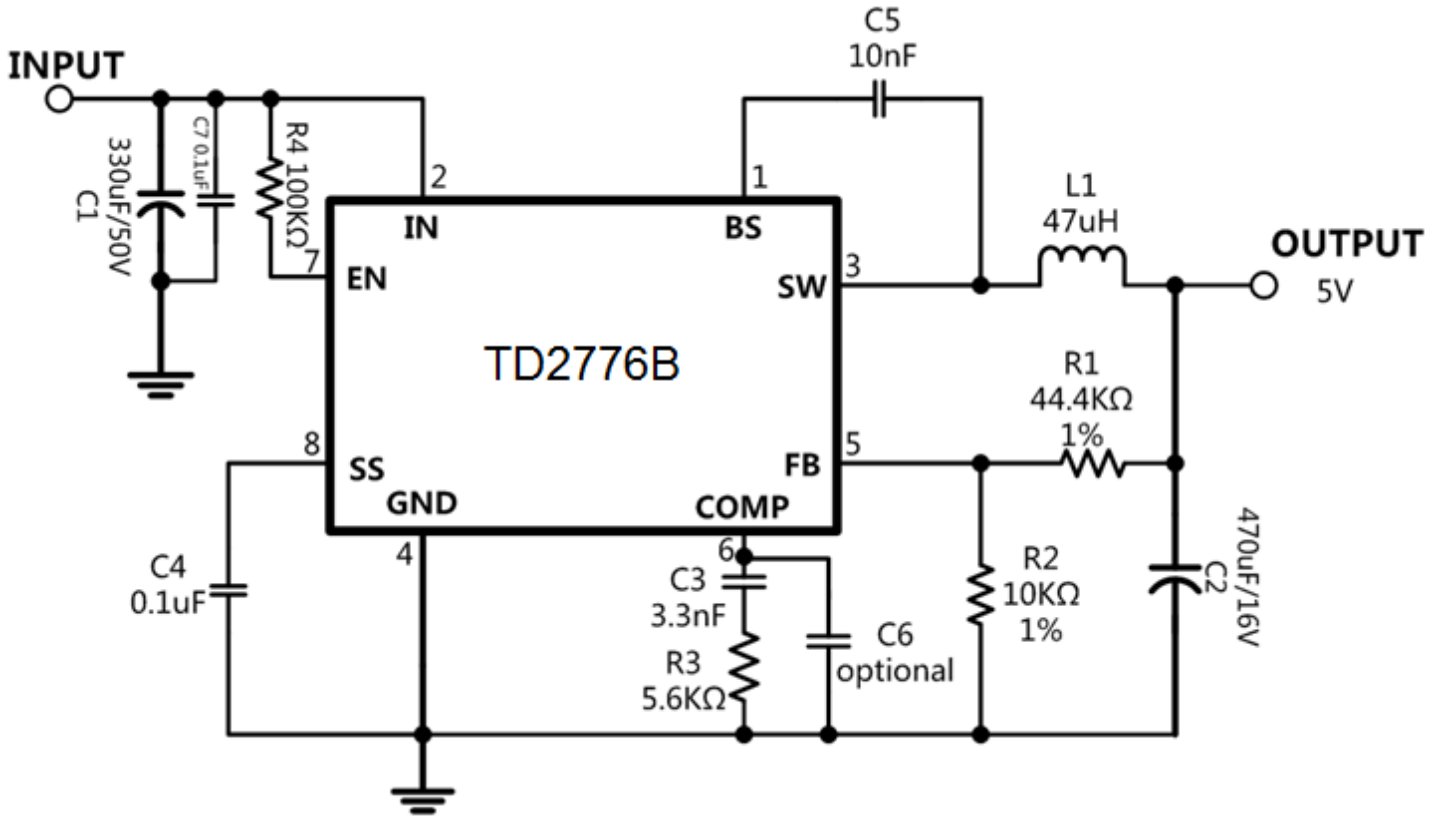 INPUT
C5
10nF
C7 0.1uF
330uF/50V
C1
R4 100KΩ
2
1
IN
BS
L1
47uH
OUTPUT
5V
7
EN
3
SW
TD2776B
R1
44.4KΩ
1%
8
SS
5
FB
GND
COMP
4
6
C4
0.1uF
C3
3.3nF
R3
5.6KΩ
C6
optional
R2
10KΩ
1%
470uF/16V
C2